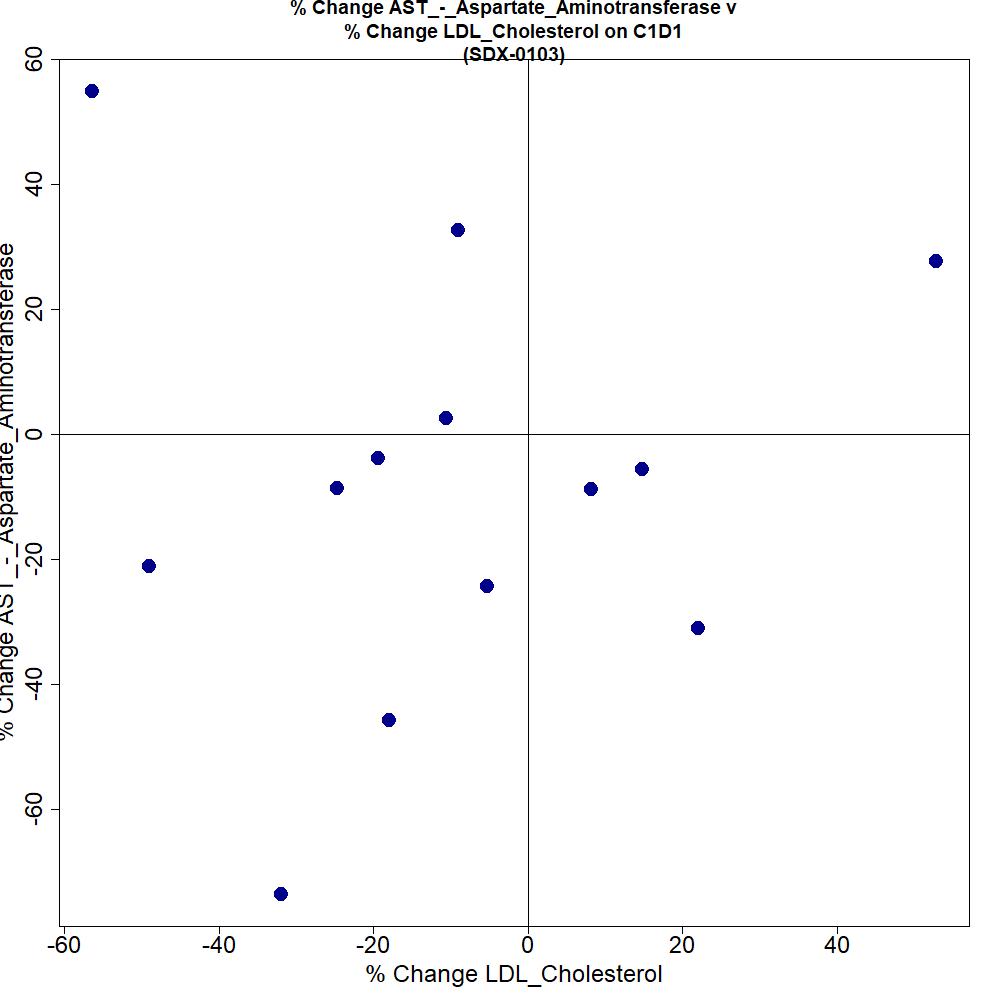 % Change AST_-_Aspartate_Aminotransferase v
% Change LDL_Cholesterol on C1D1
(SDX-0103)
60
40
20
0
-20
-40
-60
% Change AST_-_Aspartate_Aminotransferase
-60
-40
-20
0
20
40
% Change LDL_Cholesterol